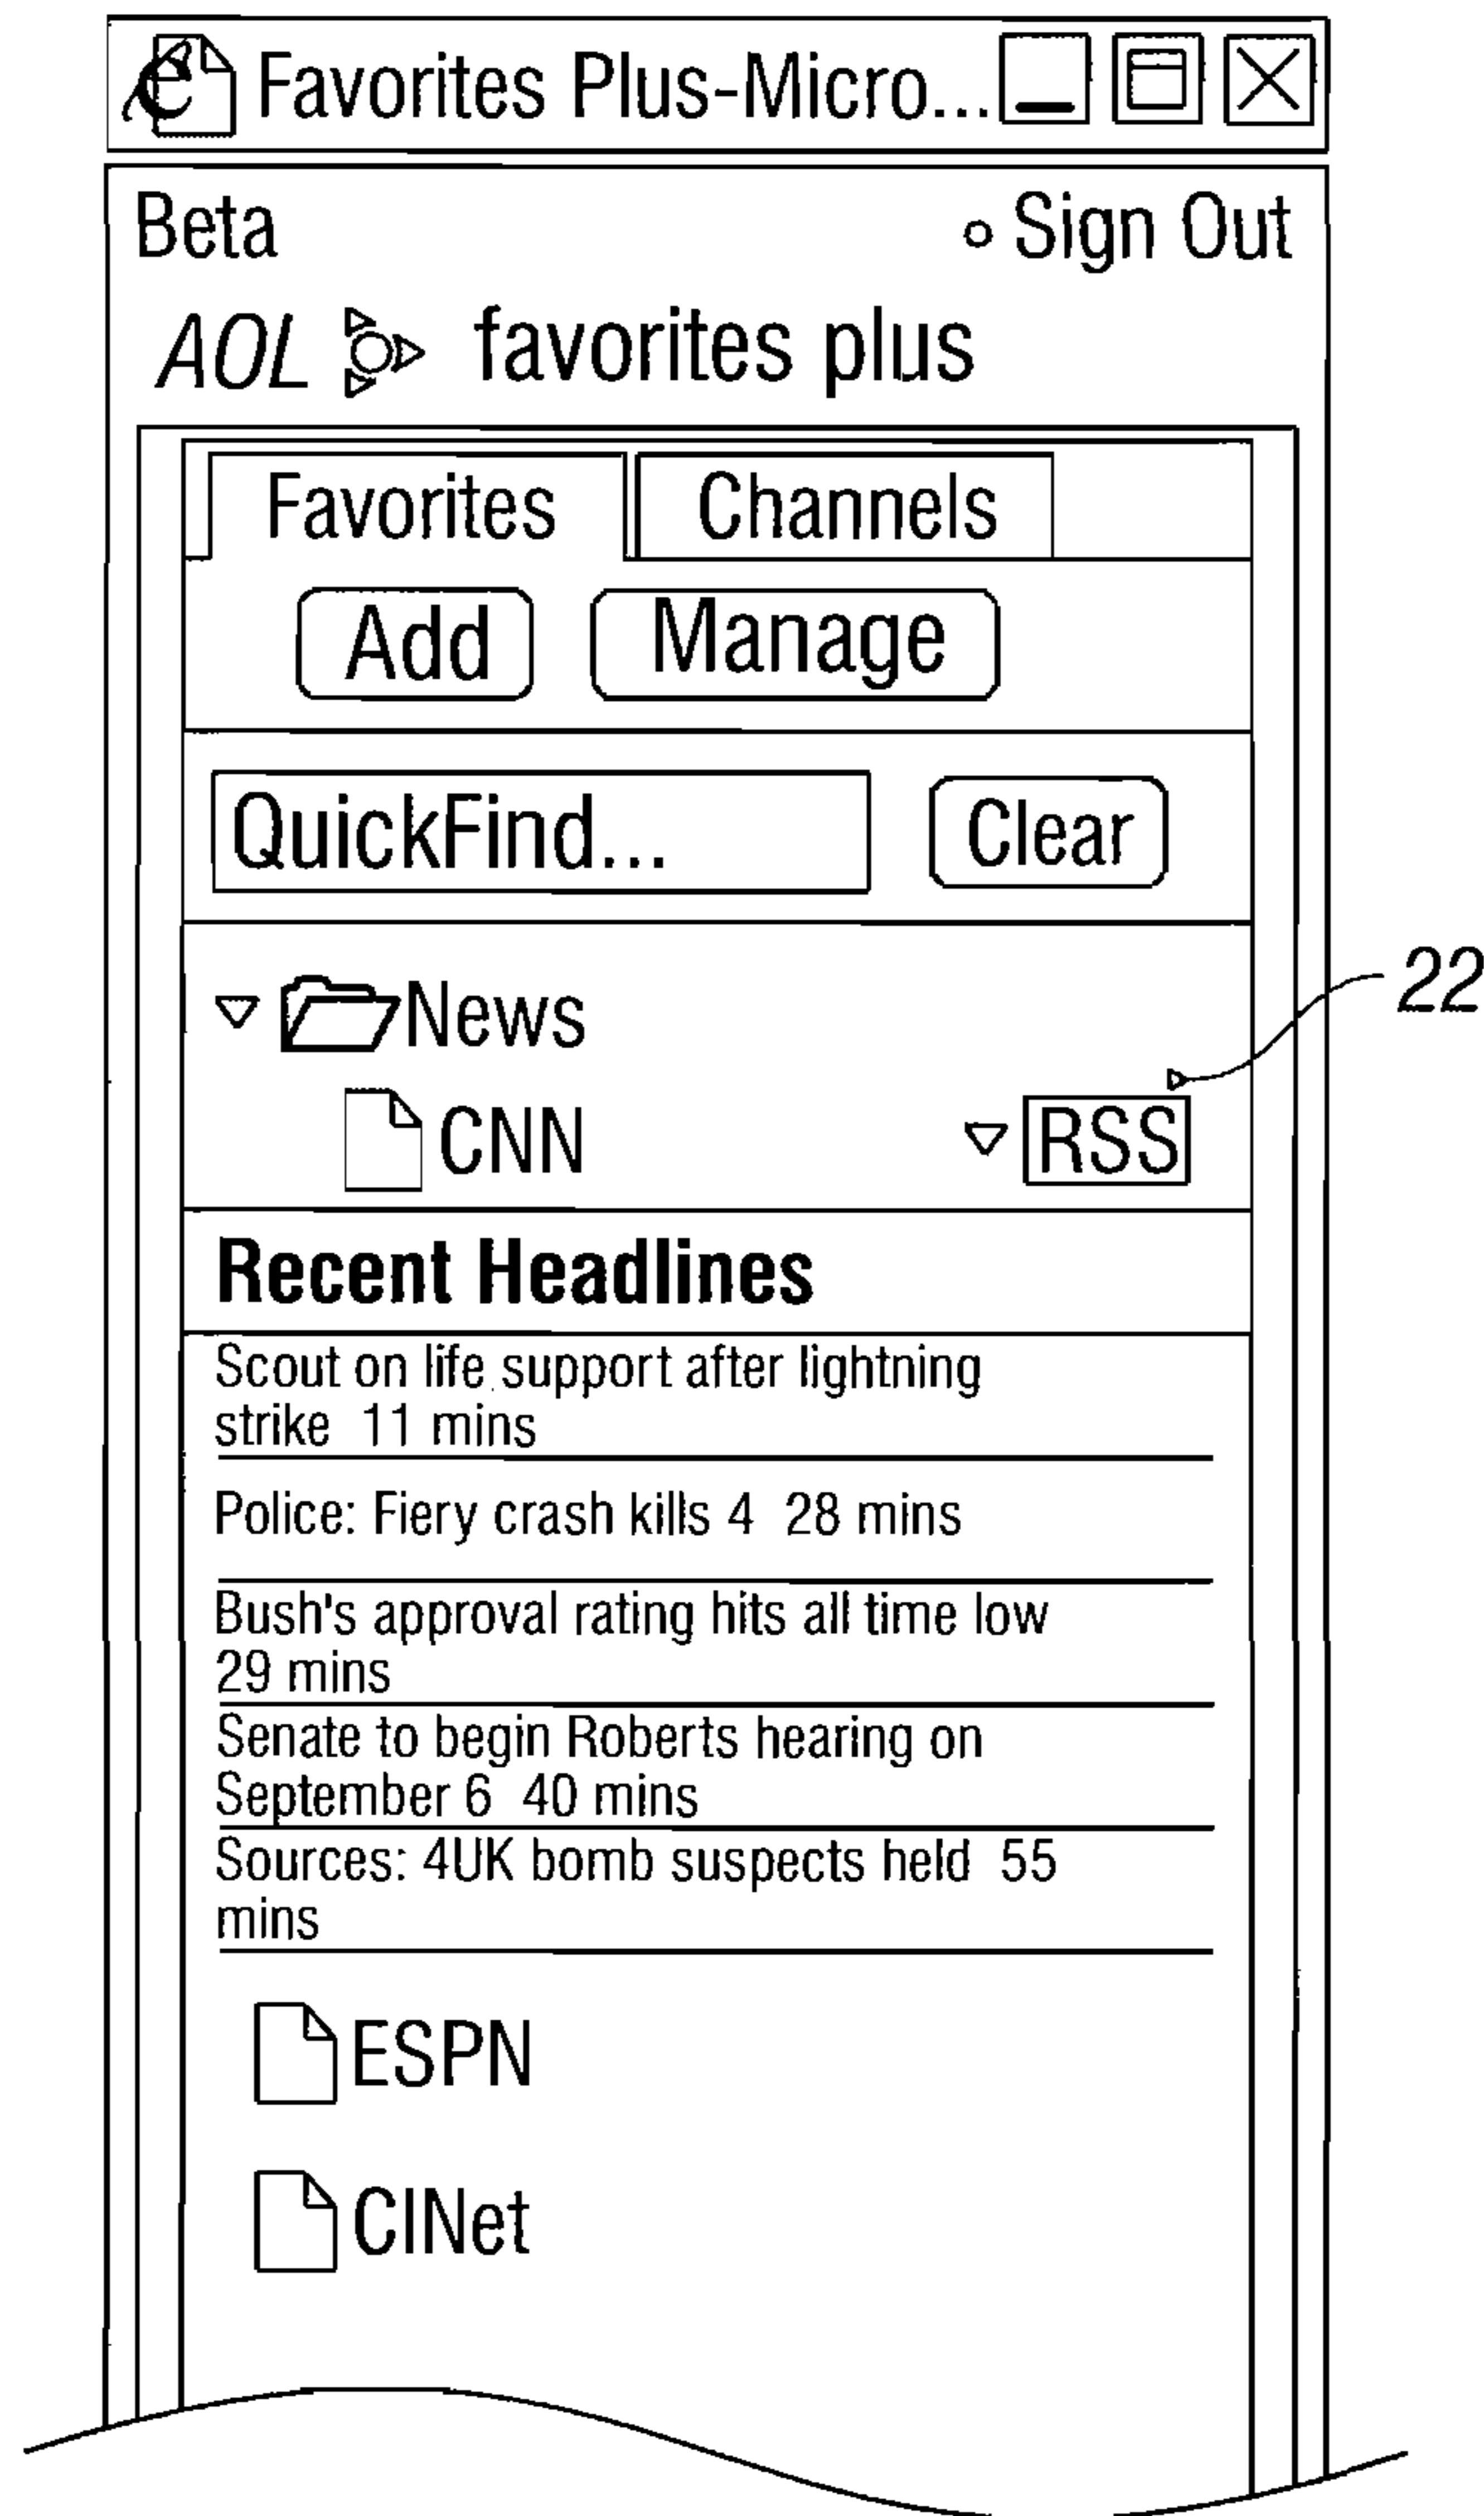 Favorites Plus-Micro...
Beta
Sign Out
AOL favorites plus
Favorites
Channels
Add
Manage
QuickFind...
Clear
News
22
CNN
RSS
Recent Headlines
Scout on life support after lightning
strike 11 mins
Police: Fiery crash kills 4 28 mins
Bush's approval rating hits all time low
29 mins
Senate to begin Roberts hearing on
September 6 40 mins
Sources: 4UK bomb suspects held 55
mins
ESPN
CINet